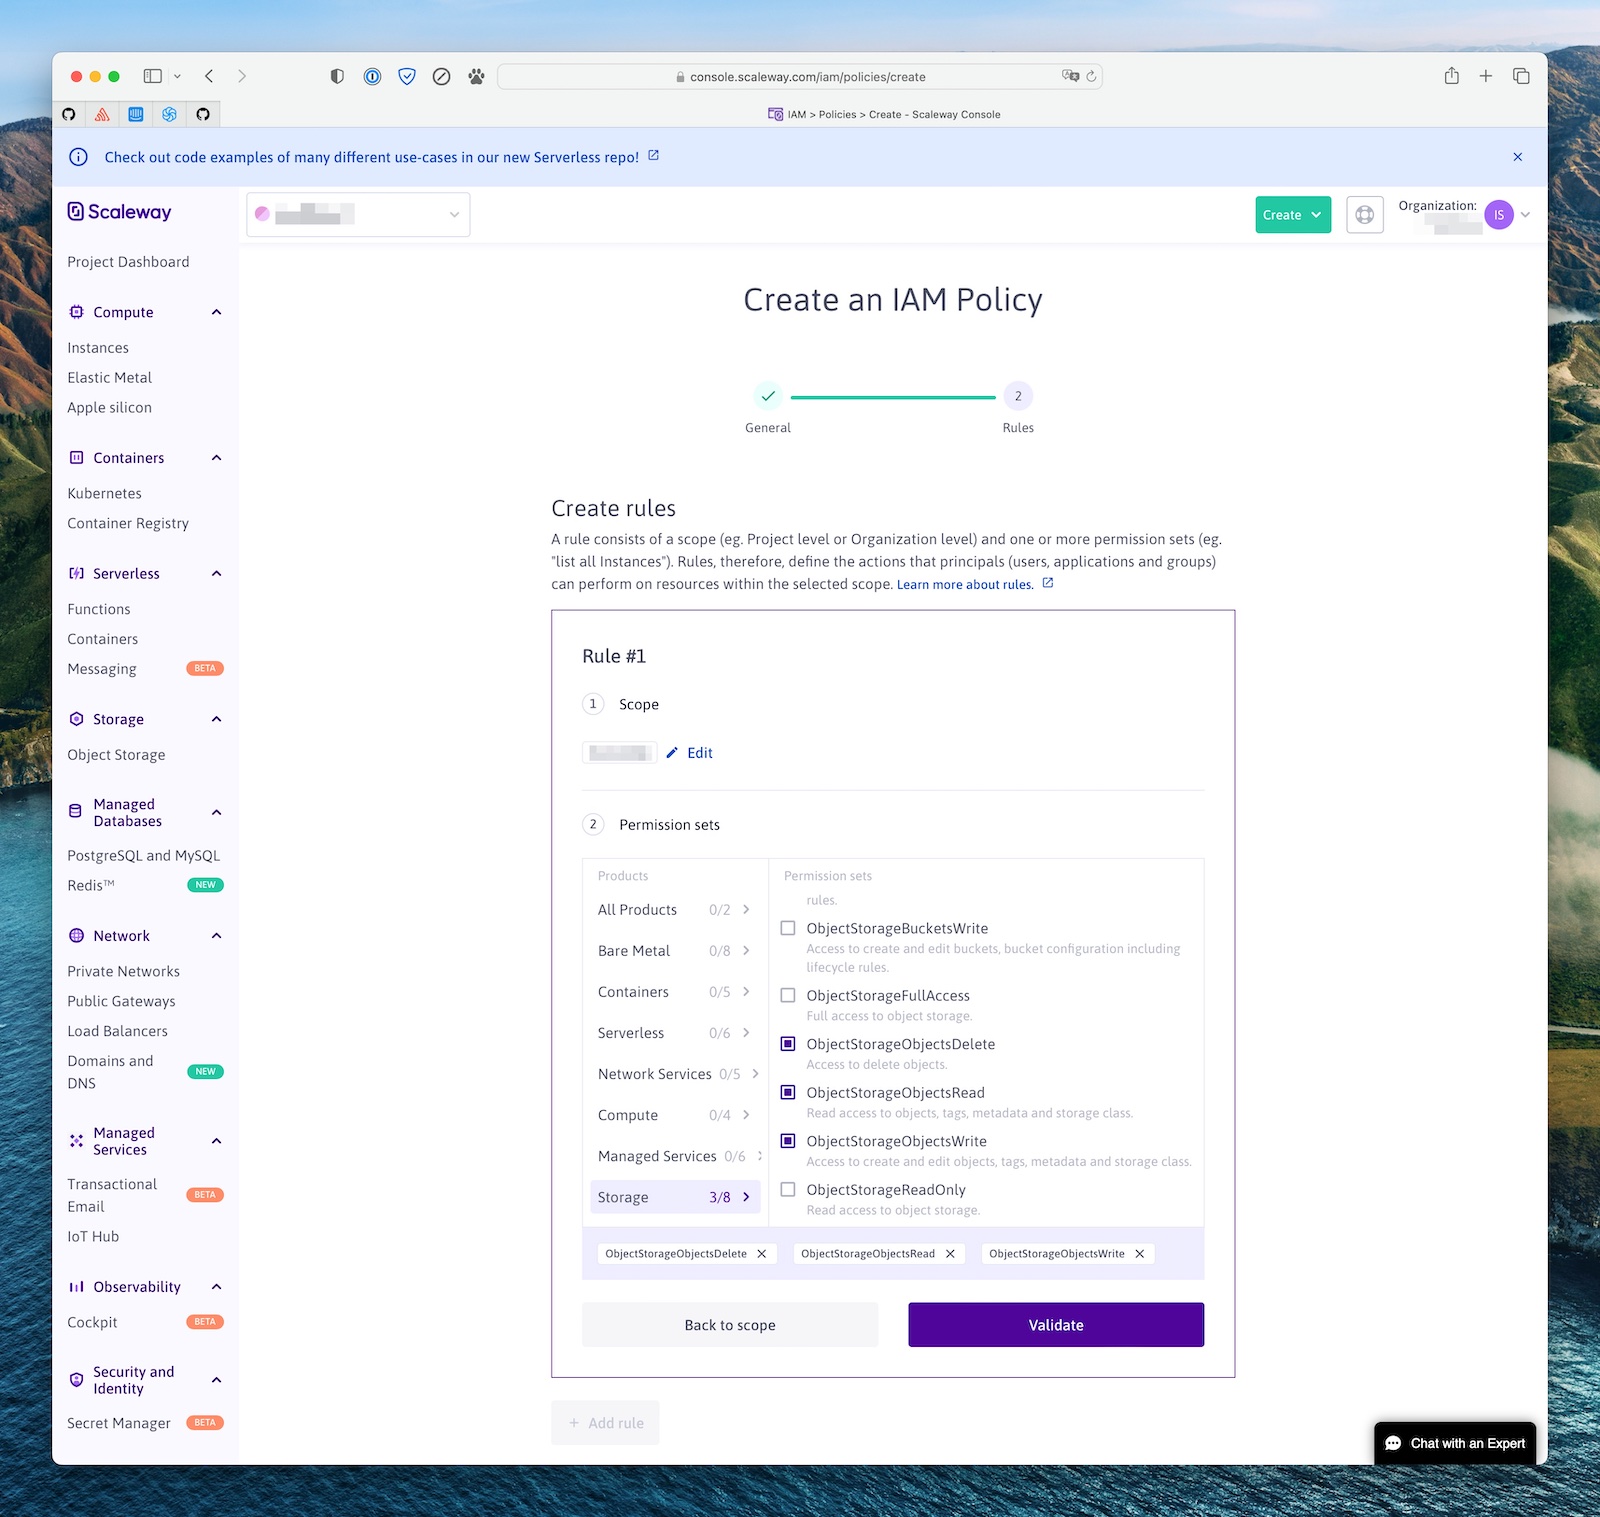 console.scaleway.com/iam/policies/create
IAM > Policies > Create - Scaleway Console
Check out code examples of many different use-cases in our new Serverless repo!
Scaleway
Create
Organization:
IS
Project Dashboard
Compute
Instances
Elastic Metal
Apple silicon
Containers
Kubernetes
Container Registry
Serverless
Functions
Containers
Messaging BETA
Storage
Object Storage
Managed
Databases
PostgreSQL and MySQL
Redis™ NEW
Network
Private Networks
Public Gateways
Load Balancers
Domains and
DNS NEW
Managed
Services
Transactional
Email BETA
IoT Hub
Observability
Cockpit BETA
Security and
Identity
Secret Manager BETA
Create an IAM Policy
2
General
Rules
Create rules
A rule consists of a scope (eg. Project level or Organization level) and one or more permission sets (eg.
"list all Instances"). Rules, therefore, define the actions that principals (users, applications and groups)
can perform on resources within the selected scope. Learn more about rules.
Rule #1
1 Scope
Edit
2 Permission sets
Products
All Products 0/2
Bare Metal 0/8
Containers 0/5
Serverless 0/6
Network Services 0/5
Compute 0/4
Managed Services 0/6
Storage 3/8
Permission sets
rules.
ObjectStorageBucketsWrite
Access to create and edit buckets, bucket configuration including
lifecycle rules.
ObjectStorageFullAccess
Full access to object storage.
ObjectStorageObjectsDelete
Access to delete objects.
ObjectStorageObjectsRead
Read access to objects, tags, metadata and storage class.
ObjectStorageObjectsWrite
Access to create and edit objects, tags, metadata and storage class.
ObjectStorageReadOnly
Read access to object storage.
ObjectStorageObjectsDelete
ObjectStorageObjectsRead
ObjectStorageObjectsWrite
Back to scope
Validate
+ Add rule
Chat with an Expert